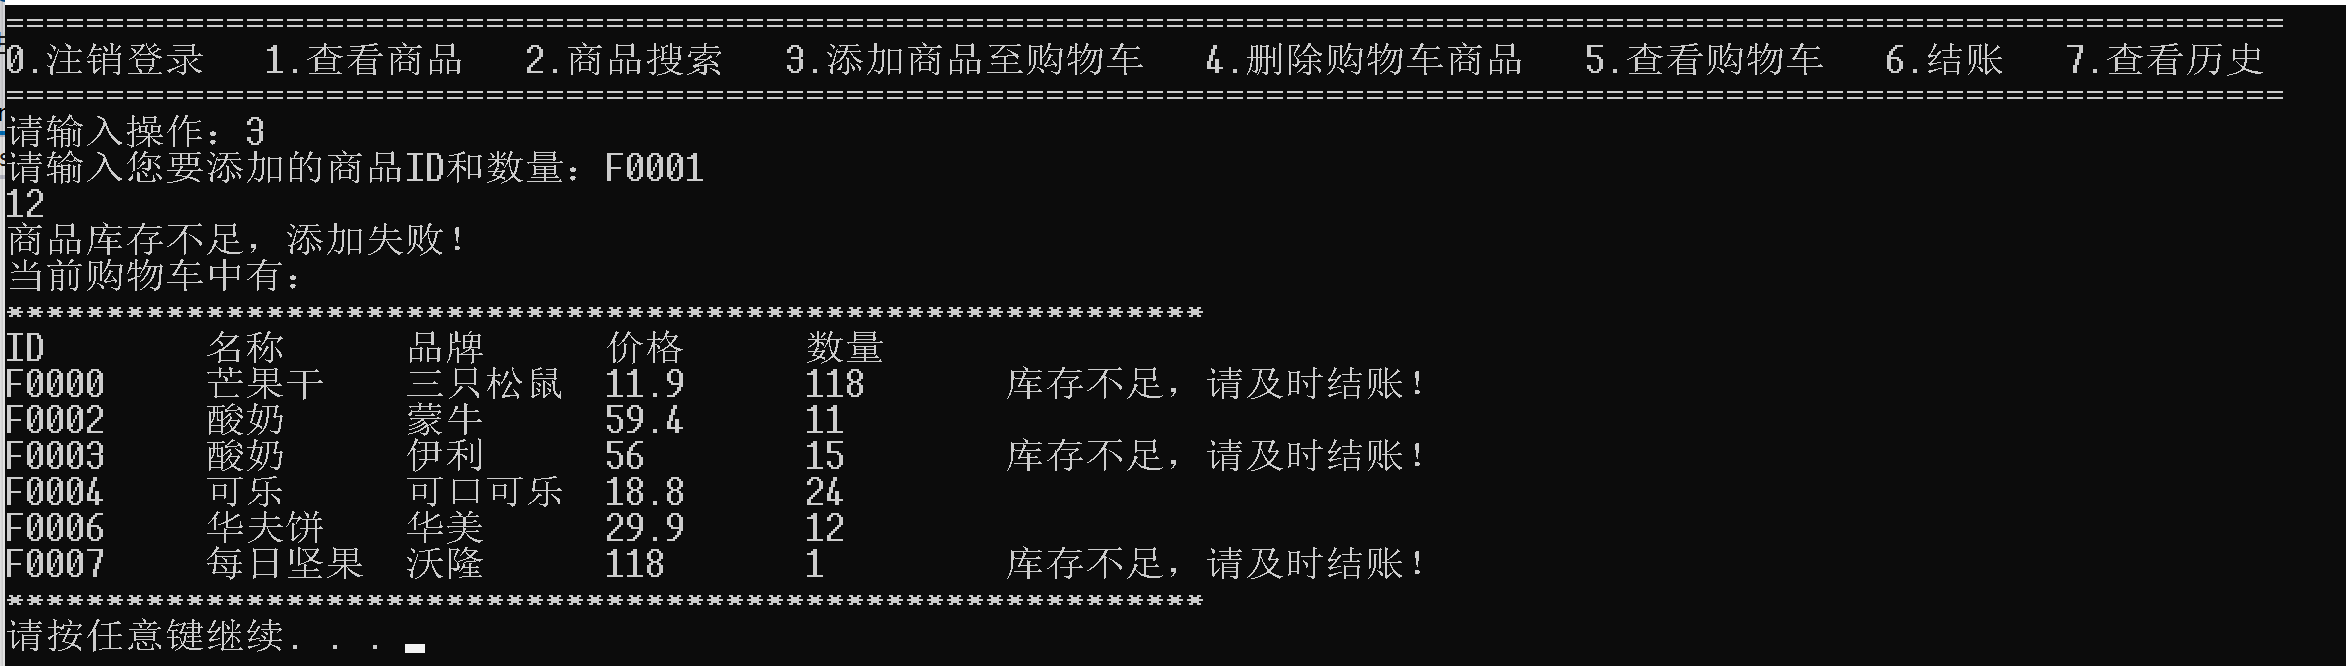 ================================================================================================================
0.注销登录   1.查看商品   2.商品搜索   3.添加商品至购物车   4.删除购物车商品   5.查看购物车   6.结账   7.查看历史
================================================================================================================
请输入操作：3
请输入您要添加的商品ID和数量：F0001
12
商品库存不足，添加失败！
当前购物车中有：
************************************************************
ID        名称      品牌      价格      数量
F0000     芒果干    三只松鼠  11.9      118       库存不足，请及时结账！
F0002     酸奶      蒙牛      59.4      11
F0003     酸奶      伊利      56        15        库存不足，请及时结账！
F0004     可乐      可口可乐  18.8      24
F0006     华夫饼    华美      29.9      12
F0007     每日坚果  沃隆      118       1         库存不足，请及时结账！
************************************************************
请按任意键继续. . .